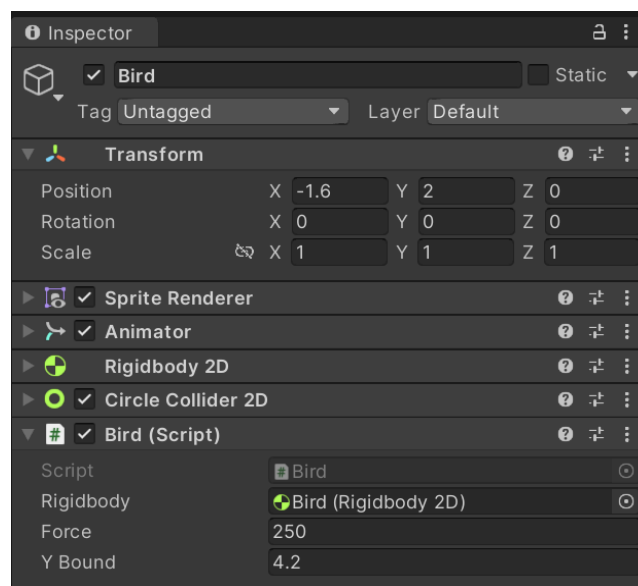 Inspector
Bird Static
Tag Untagged Layer Default
Transform
Position X -1.6 Y 2 Z 0
Rotation X 0 Y 0 Z 0
Scale X 1 Y 1 Z 1
Sprite Renderer
Animator
Rigidbody 2D
Circle Collider 2D
# Bird (Script)
Script # Bird
Rigidbody Bird (Rigidbody 2D)
Force 250
Y Bound 4.2